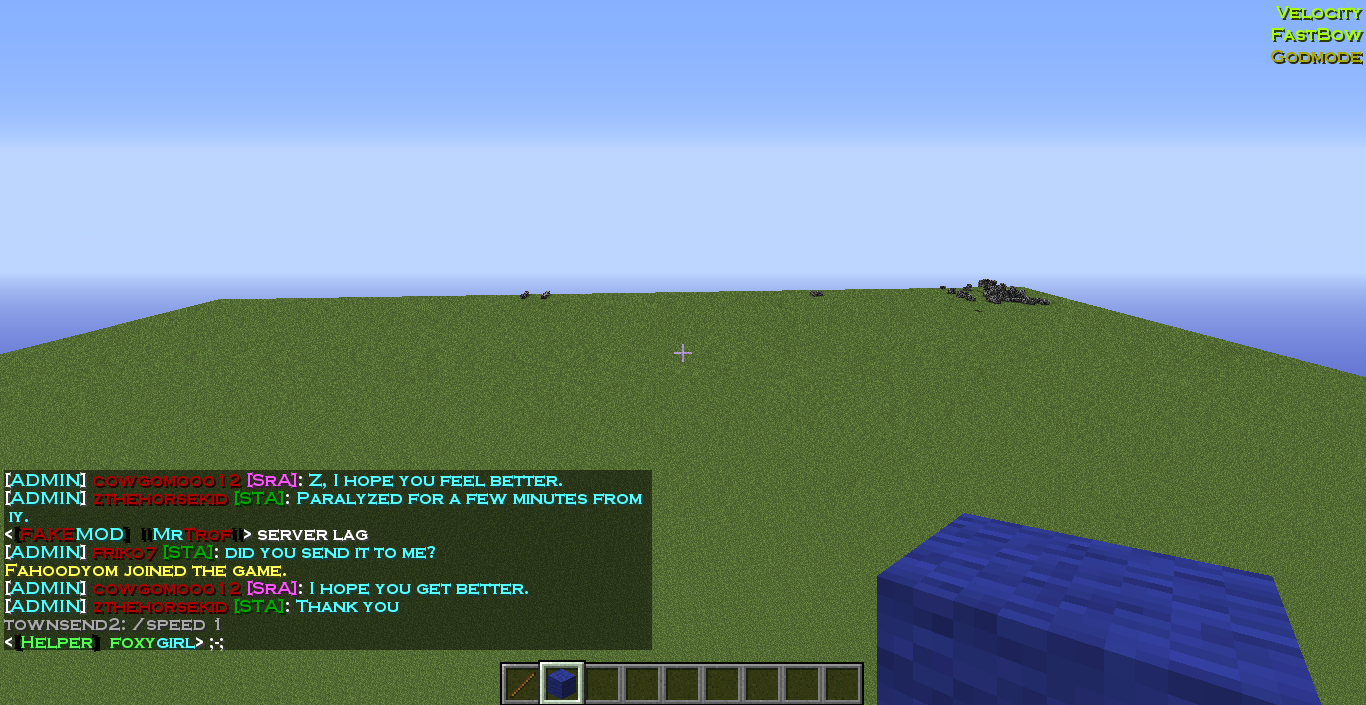 Velocity
FastBow
Godmode
[ADMIN] cowgomooo12 [SrA]: Z, I hope you feel better.
[ADMIN] zthehorsekid [STA]: Paralyzed for a few minutes from
iy.
<[FAKEMOD] [[MrTrof]]> server lag
[ADMIN] friko7 [STA]: did you send it to me?
Fahoodyom joined the game.
[ADMIN] cowgomooo12 [SrA]: I hope you get better.
[ADMIN] zthehorsekid [STA]: Thank you
townsend2: /speed 1
<[Helper] foxygirl> ;-;